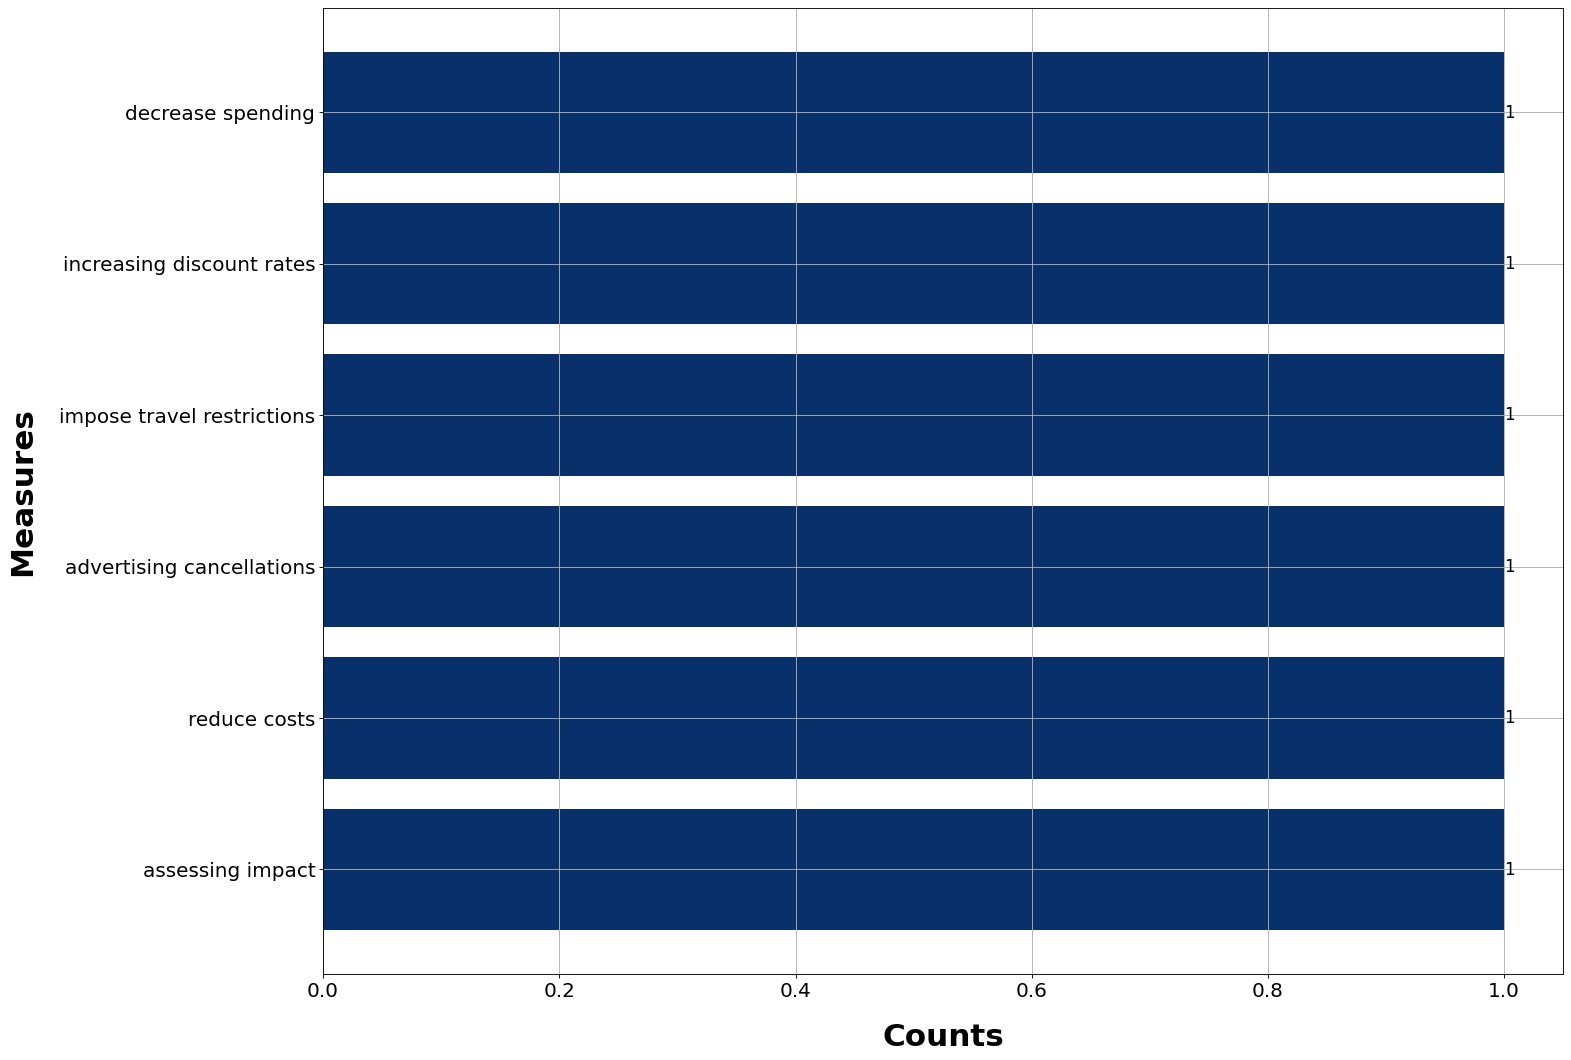 decrease spending
1
increasing discount rates
1
impose travel restrictions
1
advertising cancellations
1
reduce costs
1
assessing impact
1
Measures
0.0 0.2 0.4 0.6 0.8 1.0
Counts